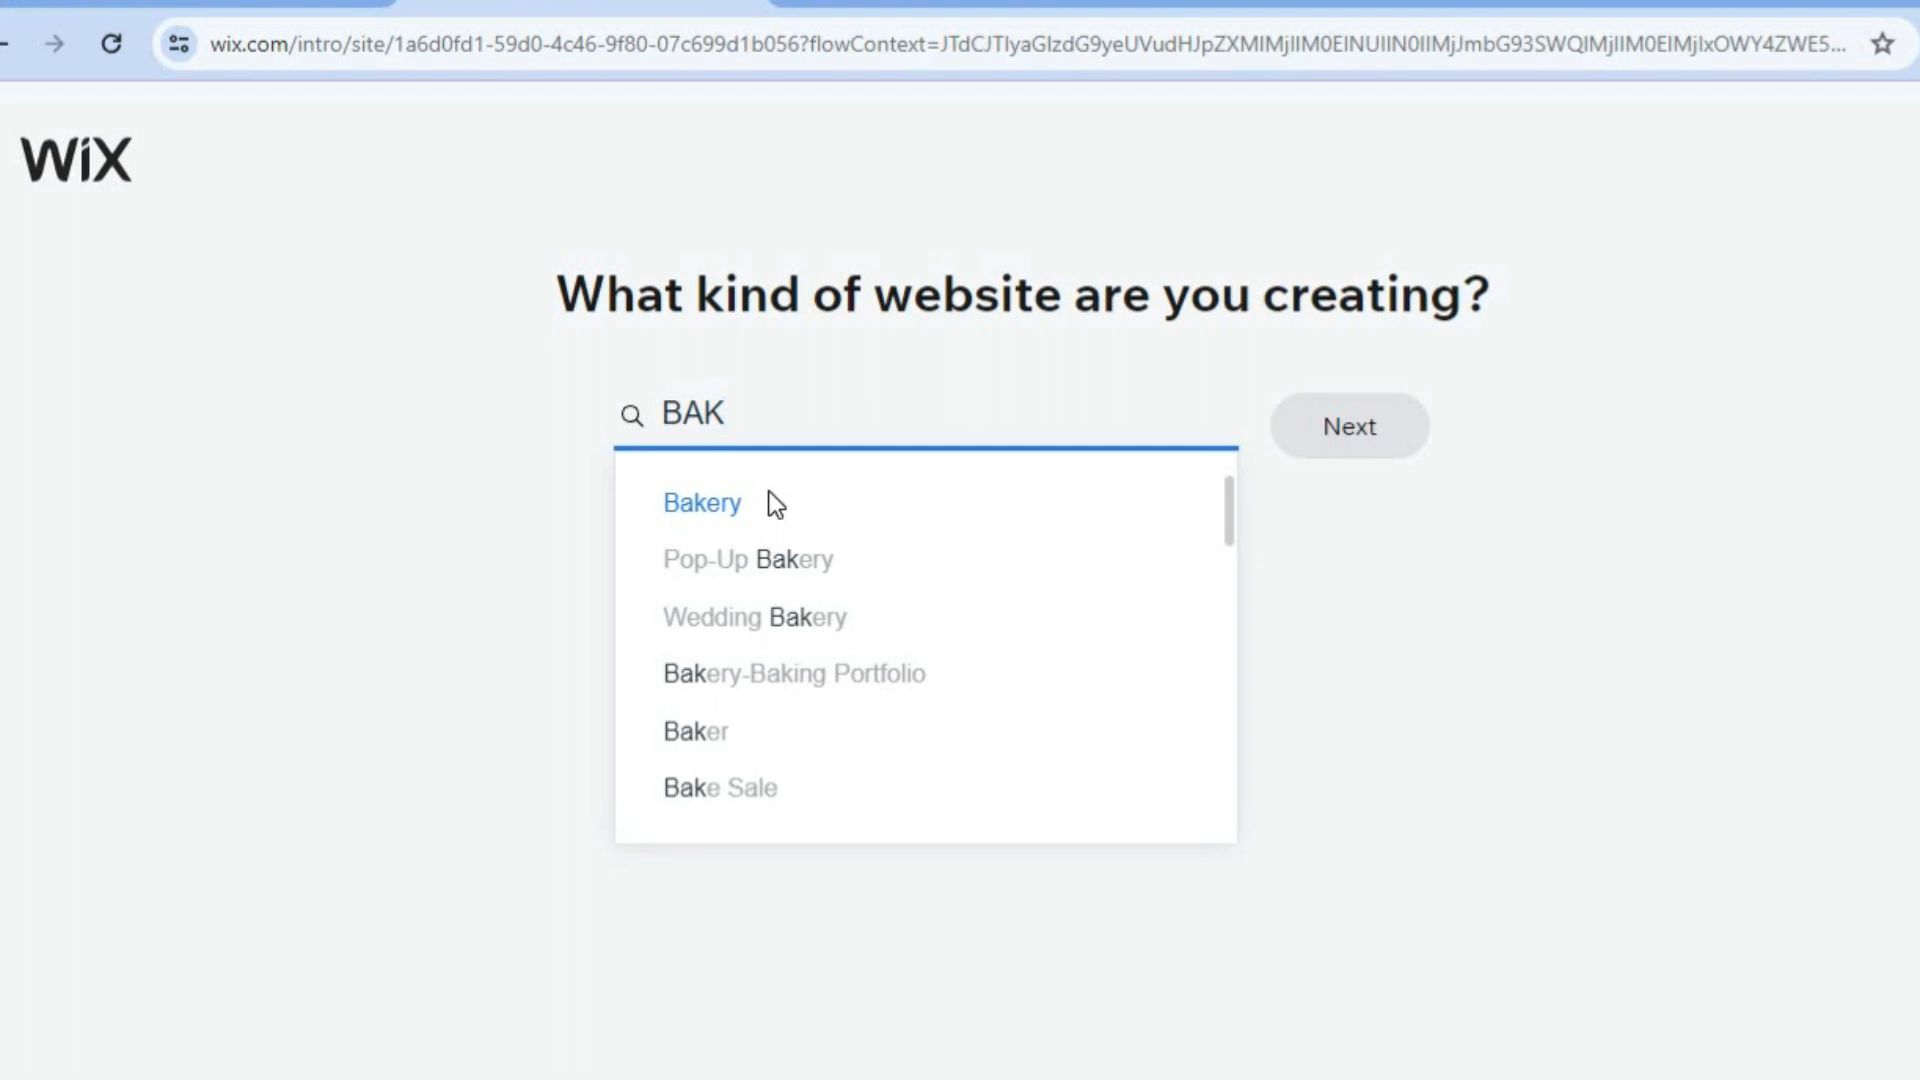 wix.com/intro/site/1a6d0fd1-59d0-4c46-9f80-07c699d1b056?flowContext=
WiX
What kind of website are you creating?
BAK
Next
Bakery
Pop-Up Bakery
Wedding Bakery
Bakery-Baking Portfolio
Baker
Bake Sale